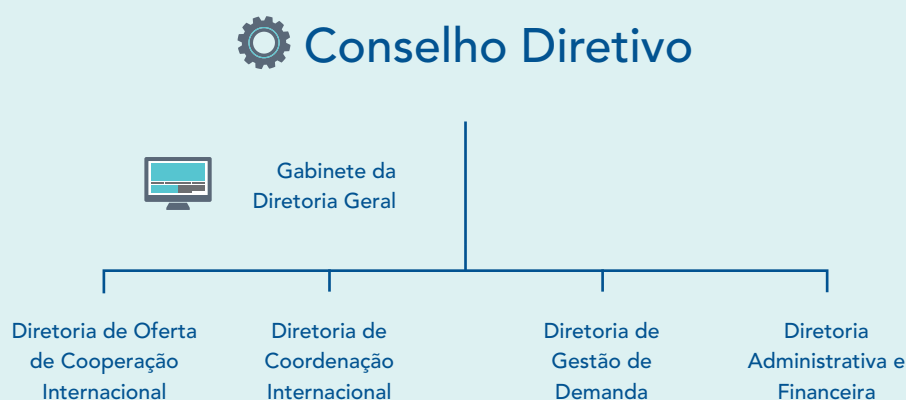 Conselho Diretivo
Gabinete da
Diretoria Geral
Diretoria de Oferta
de Cooperação
Internacional
Diretoria de
Coordenação
Internacional
Diretoria de
Gestão de
Demanda
Diretoria
Administrativa e
Financeira